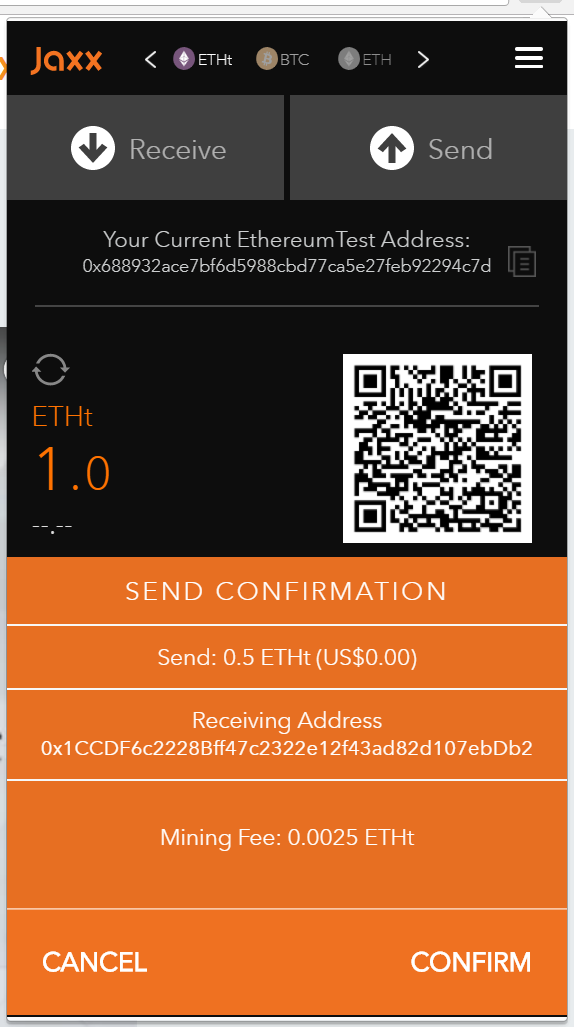 Jaxx
ETHt BTC ETH
Receive Send
Your Current EthereumTest Address:
0x688932ace7bf6d5988cbd77ca5e27feb92294c7d
ETHt
1.0
--.--
SEND CONFIRMATION
Send: 0.5 ETHt (US$0.00)
Receiving Address
0x1CCDF6c2228Bff47c2322e12f43ad82d107ebDb2
Mining Fee: 0.0025 ETHt
CANCEL CONFIRM